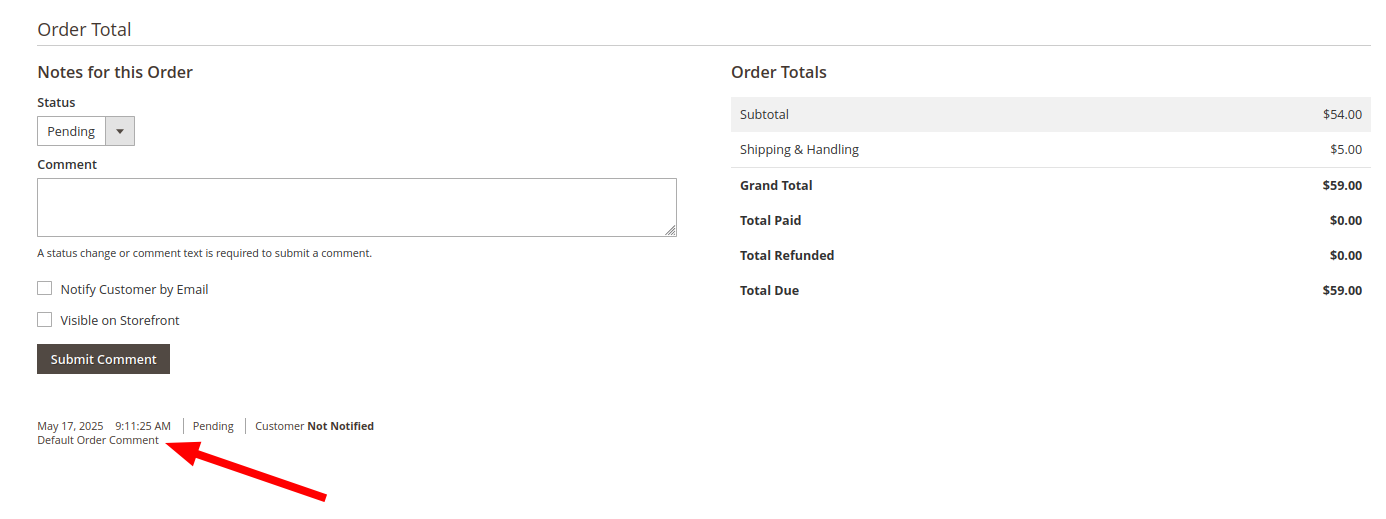 Order Total
Notes for this Order
Status
Pending
Comment
A status change or comment text is required to submit a comment.
Notify Customer by Email
Visible on Storefront
Submit Comment
May 17, 2025 9:11:25 AM Pending Customer Not Notified
Default Order Comment
Order Totals
Subtotal $54.00
Shipping & Handling $5.00
Grand Total $59.00
Total Paid $0.00
Total Refunded $0.00
Total Due $59.00